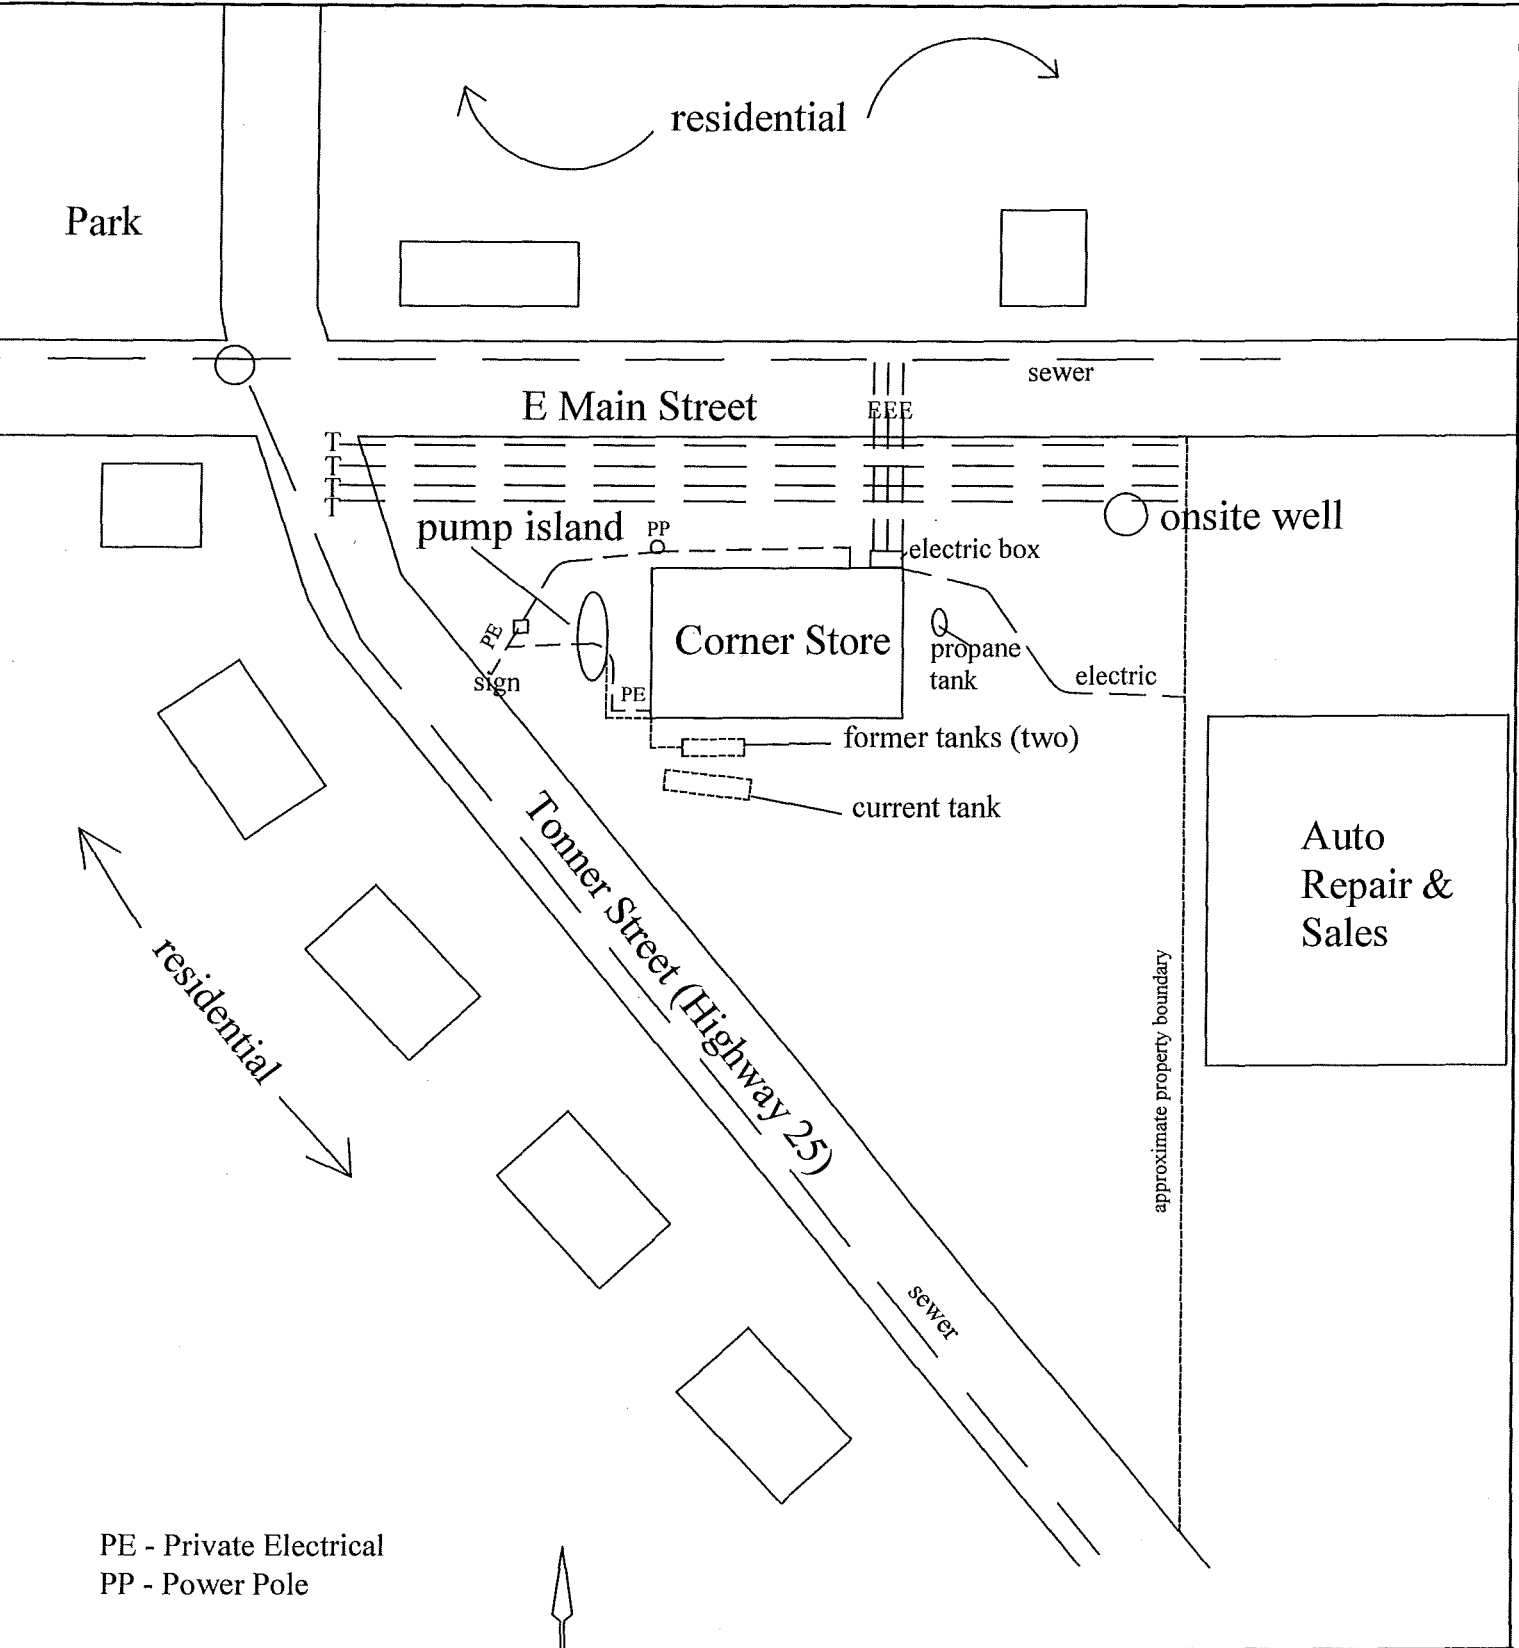 residential
Park
sewer
E Main Street
EEE
T
T
T
T
onsite well
pump island
PP
electric box
PE
Corner Store
propane
tank
electric
sign
PE
former tanks (two)
current tank
Tonner Street (Highway 25)
Auto
Repair &
Sales
residential
approximate property boundary
sewer
PE - Private Electrical
PP - Power Pole